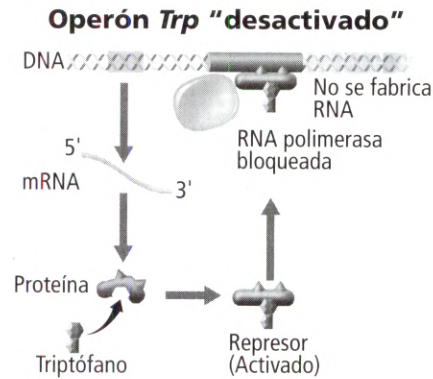 Operón Trp “desactivado”
DNA
No se fabrica
RNA
RNA polimerasa
bloqueada
5'
mRNA
3'
Proteína
Triptófano
Represor
(Activado)